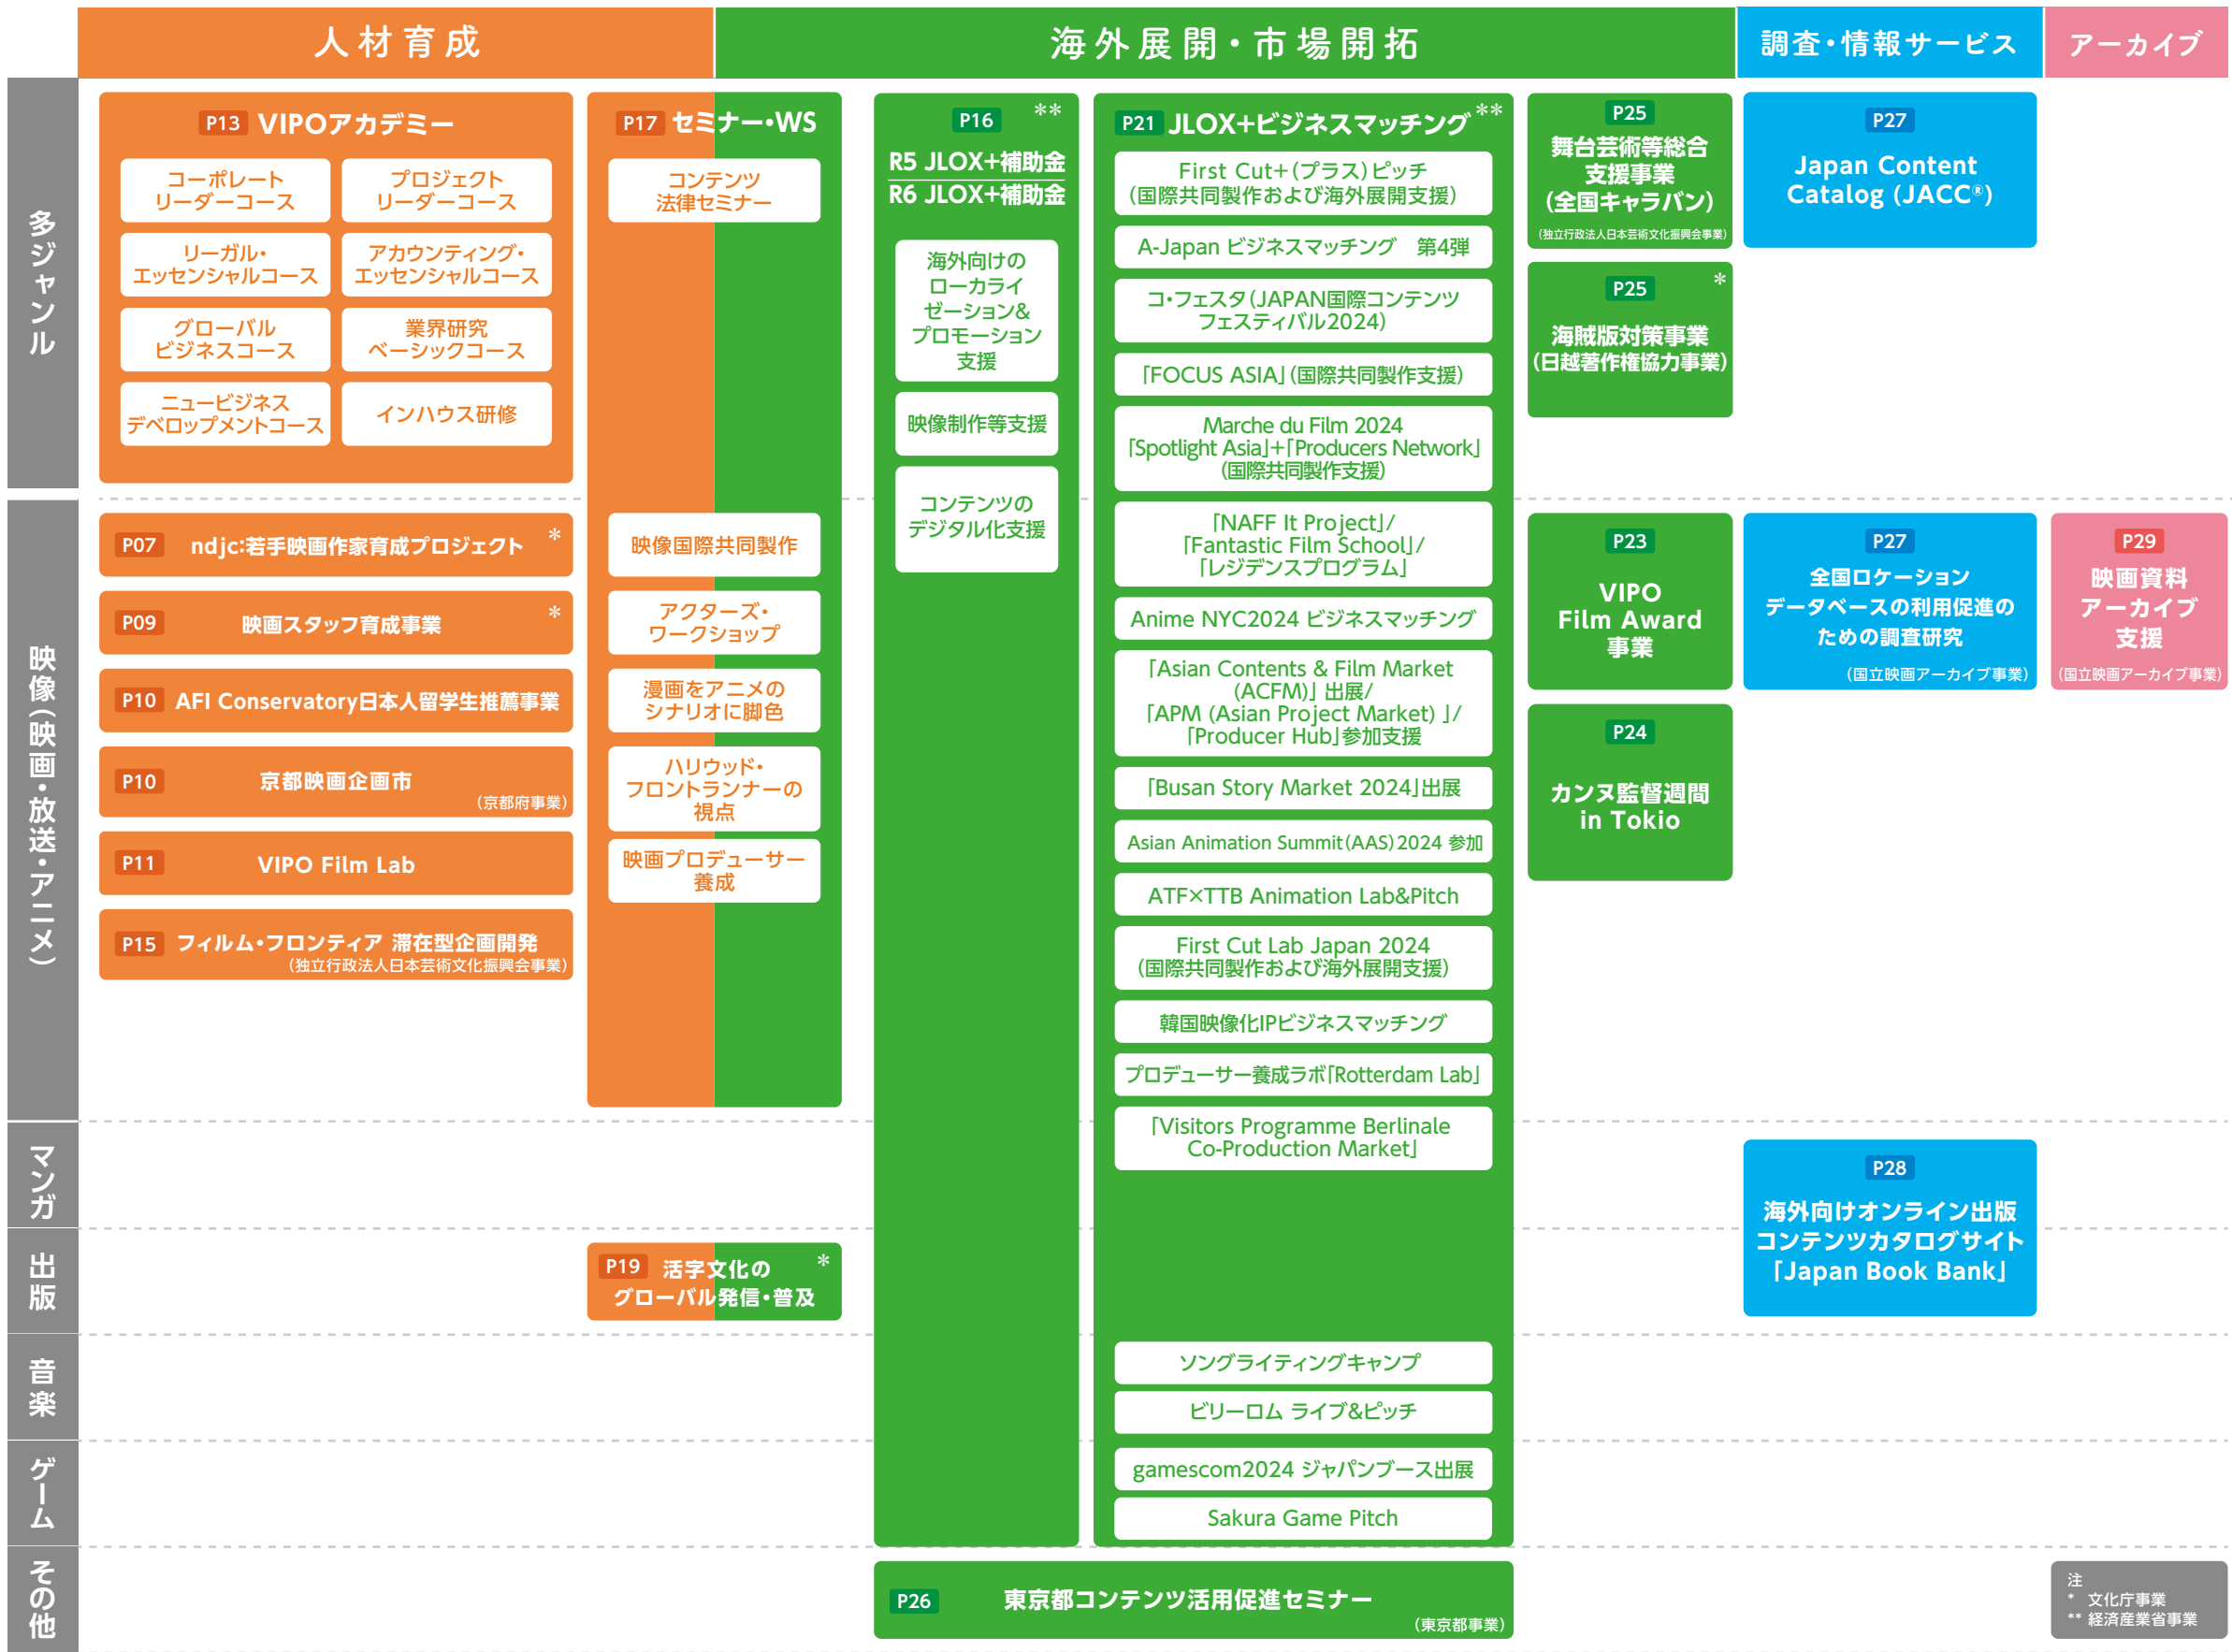 人材育成
海外展開・市場開拓
調査・情報サービス
アーカイブ
多ジャンル
P13 VIPOアカデミー
コーポレート
リーダーコース
プロジェクト
リーダーコース
リーガル・
エッセンシャルコース
アカウンティング・
エッセンシャルコース
グローバル
ビジネスコース
業界研究
ベーシックコース
ニュービジネス
デベロップメントコース
インハウス研修
P17 セミナー・WS
コンテンツ
法律セミナー
P16 **
R5 JLOX+補助金
R6 JLOX+補助金
海外向けの
ローカライ
ゼーション&
プロモーション
支援
映像制作等支援
コンテンツの
デジタル化支援
P21 JLOX+ビジネスマッチング**
First Cut+(プラス)ピッチ
(国際共同製作および海外展開支援)
A-Japan ビジネスマッチング 第4弾
コ・フェスタ(JAPAN国際コンテンツ
フェスティバル2024)
「FOCUS ASIA」(国際共同製作支援)
Marche du Film 2024
「Spotlight Asia」+「Producers Network」
(国際共同製作支援)
「NAFF It Project」/
「Fantastic Film School」/
「レジデンスプログラム」
Anime NYC2024 ビジネスマッチング
「Asian Contents & Film Market
(ACFM)」 出展/
「APM (Asian Project Market) 」/
「Producer Hub」参加支援
「Busan Story Market 2024」出展
Asian Animation Summit(AAS)2024 参加
ATF×TTB Animation Lab&Pitch
First Cut Lab Japan 2024
(国際共同製作および海外展開支援)
韓国映像化IPビジネスマッチング
プロデューサー養成ラボ「Rotterdam Lab」
「Visitors Programme Berlinale
Co-Production Market」
ソングライティングキャンプ
ビリーロム ライブ&ピッチ
gamescom2024 ジャパンブース出展
Sakura Game Pitch
P25
舞台芸術等総合
支援事業
(全国キャラバン)
(独立行政法人日本芸術文化振興会事業)
P25 *
海賊版対策事業
(日越著作権協力事業)
P27
Japan Content
Catalog (JACC®)
映像(映画・放送・アニメ)
P07 ndjc:若手映画作家育成プロジェクト *
P09 映画スタッフ育成事業 *
P10 AFI Conservatory日本人留学生推薦事業
P10 京都映画企画市
(京都府事業)
P11 VIPO Film Lab
P15 フィルム・フロンティア 滞在型企画開発
(独立行政法人日本芸術文化振興会事業)
映像国際共同製作
アクターズ・
ワークショップ
漫画をアニメの
シナリオに脚色
ハリウッド・
フロントランナーの
視点
映画プロデューサー
養成
P23
VIPO
Film Award
事業
P24
カンヌ監督週間
in Tokio
P27
全国ロケーション
データベースの利用促進の
ための調査研究
(国立映画アーカイブ事業)
P29
映画資料
アーカイブ
支援
(国立映画アーカイブ事業)
マンガ
P28
海外向けオンライン出版
コンテンツカタログサイト
「Japan Book Bank」
出版
P19 活字文化の *
グローバル発信・普及
音楽
ゲーム
その他
P26 東京都コンテンツ活用促進セミナー
(東京都事業)
注
* 文化庁事業
** 経済産業省事業